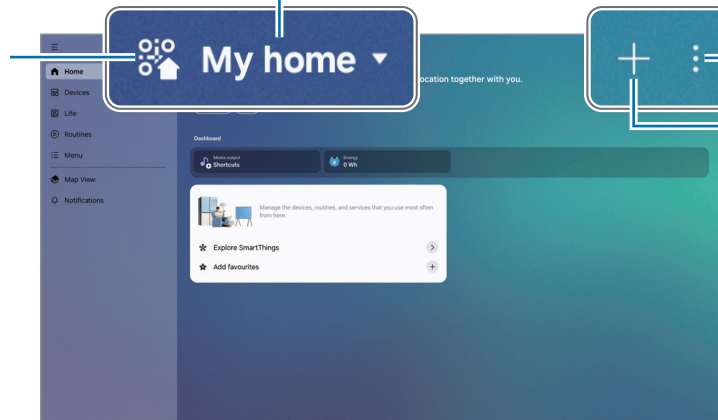 My home
ocation together with you.
Home
Devices
Life
Routines
Menu
Map View
Notifications
Dashboard
Media output
Shortcuts
Energy
0 Wh
Manage the devices, routines, and services that you use most often
from here.
Explore SmartThings
Add favourites